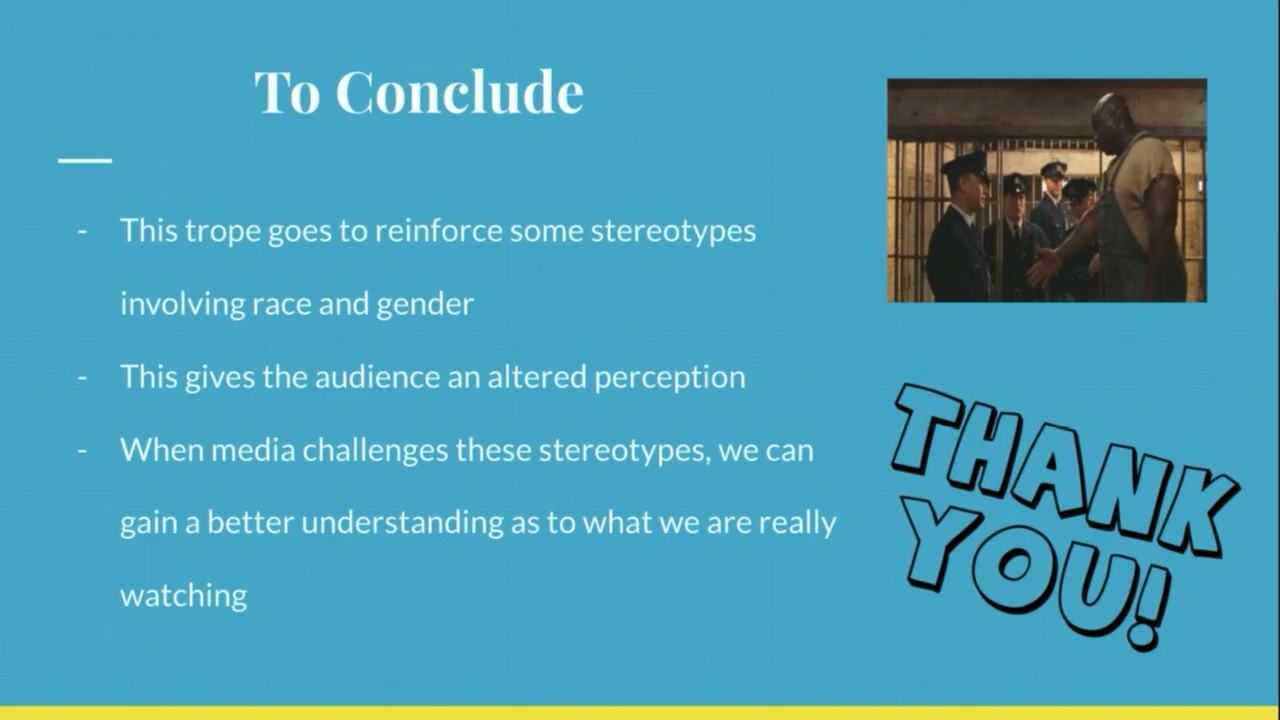 To Conclude
- This trope goes to reinforce some stereotypes
involving race and gender
- This gives the audience an altered perception
- When media challenges these stereotypes, we can
gain a better understanding as to what we are really
watching
THANK
YOU!